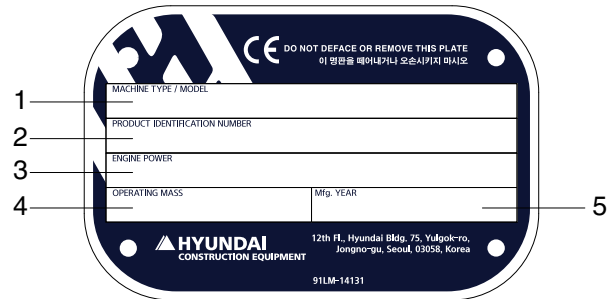 CE DO NOT DEFACE OR REMOVE THIS PLATE
이 명판을 떼어내거나 오손시키지 마시오
1 MACHINE TYPE / MODEL
2 PRODUCT IDENTIFICATION NUMBER
3 ENGINE POWER
4 OPERATING MASS Mfg. YEAR 5
HYUNDAI
CONSTRUCTION EQUIPMENT
12th Fl., Hyundai Bldg. 75, Yulgok-ro,
Jongno-gu, Seoul, 03058, Korea
91LM-14131